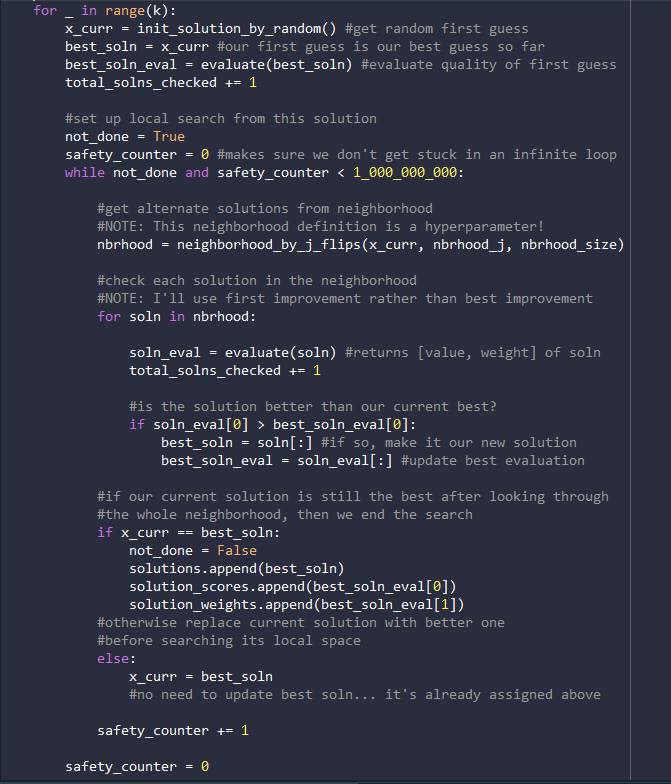 for _ in range(k):
    x_curr = init_solution_by_random() #get random first guess
    best_soln = x_curr #our first guess is our best guess so far
    best_soln_eval = evaluate(best_soln) #evaluate quality of first guess
    total_solns_checked += 1

    #set up local search from this solution
    not_done = True
    safety_counter = 0 #makes sure we don't get stuck in an infinite loop
    while not_done and safety_counter < 1_000_000_000:

        #get alternate solutions from neighborhood
        #NOTE: This neighborhood definition is a hyperparameter!
        nbrhood = neighborhood_by_j_flips(x_curr, nbrhood_j, nbrhood_size)

        #check each solution in the neighborhood
        #NOTE: I'll use first improvement rather than best improvement
        for soln in nbrhood:

            soln_eval = evaluate(soln) #returns [value, weight] of soln
            total_solns_checked += 1

            #is the solution better than our current best?
            if soln_eval[0] > best_soln_eval[0]:
                best_soln = soln[:] #if so, make it our new solution
                best_soln_eval = soln_eval[:] #update best evaluation

        #if our current solution is still the best after looking through
        #the whole neighborhood, then we end the search
        if x_curr == best_soln:
            not_done = False
            solutions.append(best_soln)
            solution_scores.append(best_soln_eval[0])
            solution_weights.append(best_soln_eval[1])
        #otherwise replace current solution with better one
        #before searching its local space
        else:
            x_curr = best_soln
            #no need to update best soln... it's already assigned above

        safety_counter += 1

    safety_counter = 0